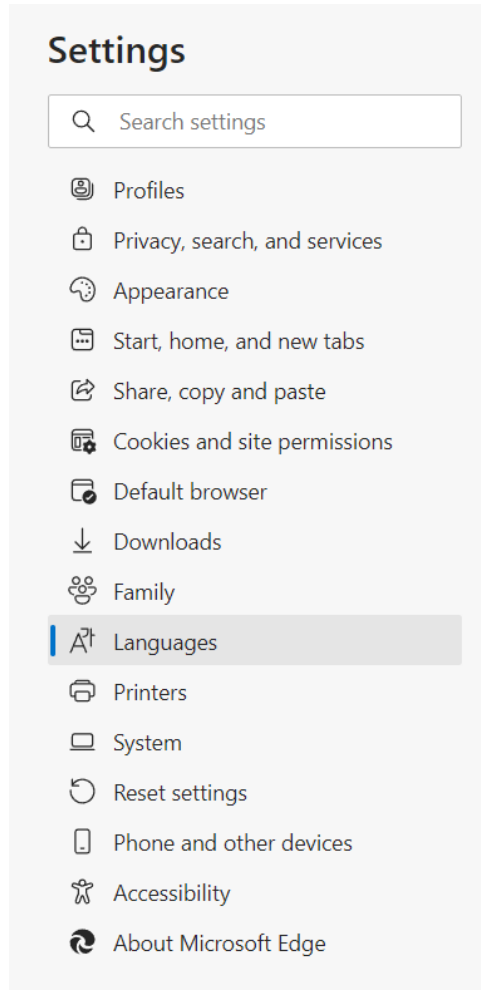 Settings
Search settings
Profiles
Privacy, search, and services
Appearance
Start, home, and new tabs
Share, copy and paste
Cookies and site permissions
Default browser
Downloads
Family
Languages
Printers
System
Reset settings
Phone and other devices
Accessibility
About Microsoft Edge